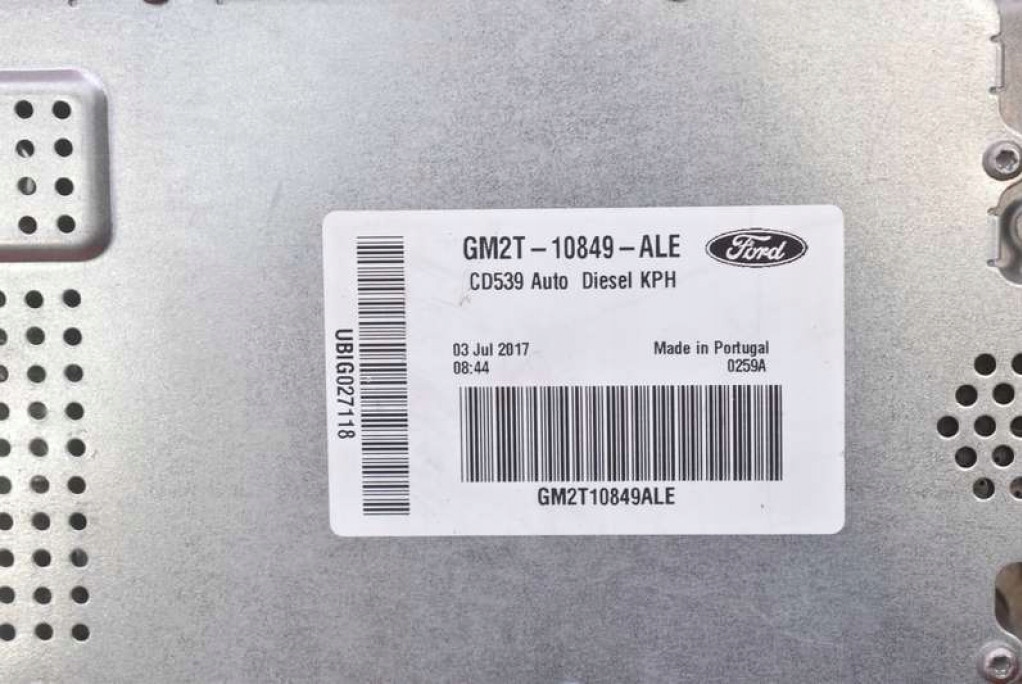 GM2T-10849-ALE
Ford
CD539 Auto Diesel KPH
03 Jul 2017
08:44
Made in Portugal
0259A
UBIG027118
GM2T10849ALE